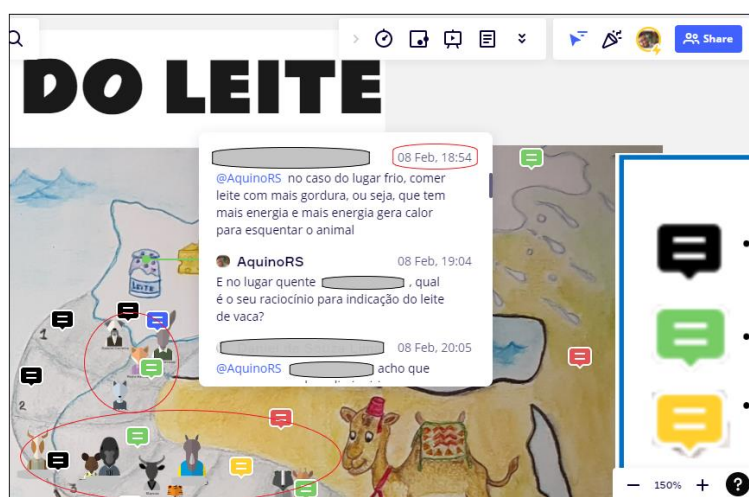 Share
DO LEITE
08 Feb, 18:54
@AquinoRS no caso do lugar frio, comer
leite com mais gordura, ou seja, que tem
mais energia e mais energia gera calor
para esquentar o animal
AquinoRS 08 Feb, 19:04
E no lugar quente , qual
é o seu raciocínio para indicação do leite
de vaca?
08 Feb, 20:05
@AquinoRS acho que
LEITE
1
2
3
150%